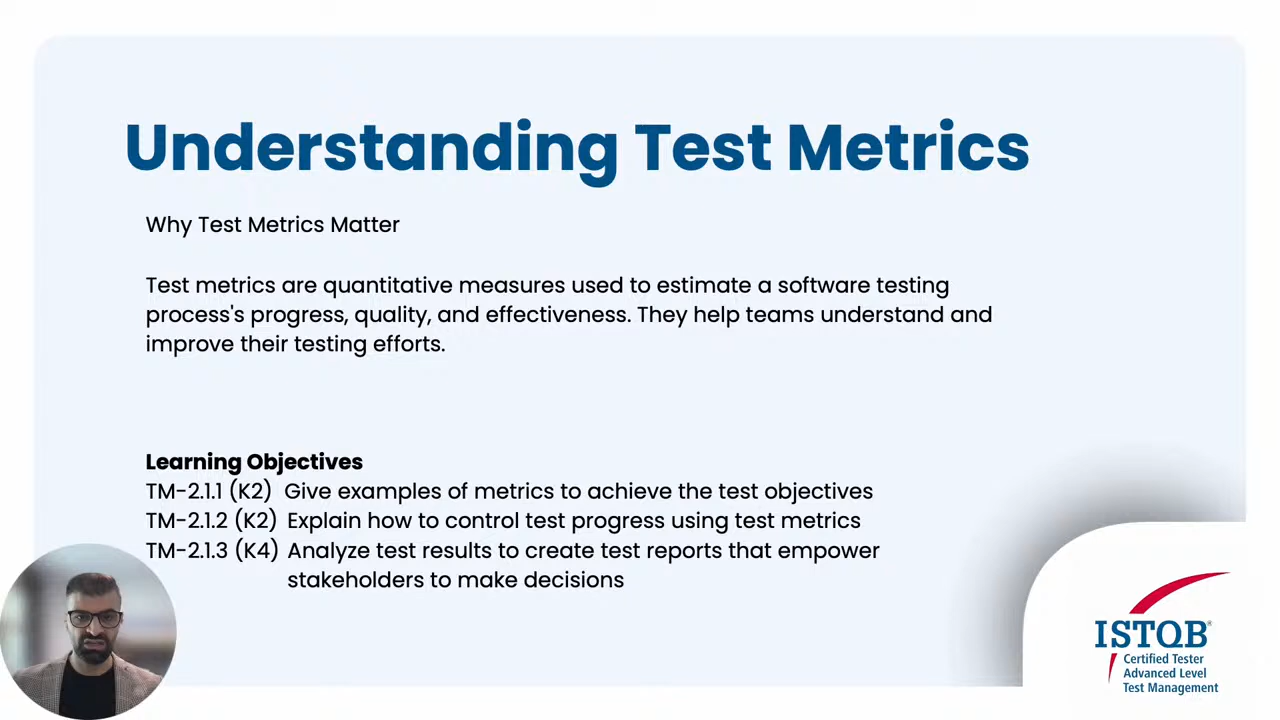 Understanding Test Metrics
Why Test Metrics Matter
Test metrics are quantitative measures used to estimate a software testing
process's progress, quality, and effectiveness. They help teams understand and
improve their testing efforts.
Learning Objectives
TM-2.1.1 (K2) Give examples of metrics to achieve the test objectives
TM-2.1.2 (K2) Explain how to control test progress using test metrics
TM-2.1.3 (K4) Analyze test results to create test reports that empower
stakeholders to make decisions
ISTQB®
Certified Tester
Advanced Level
Test Management